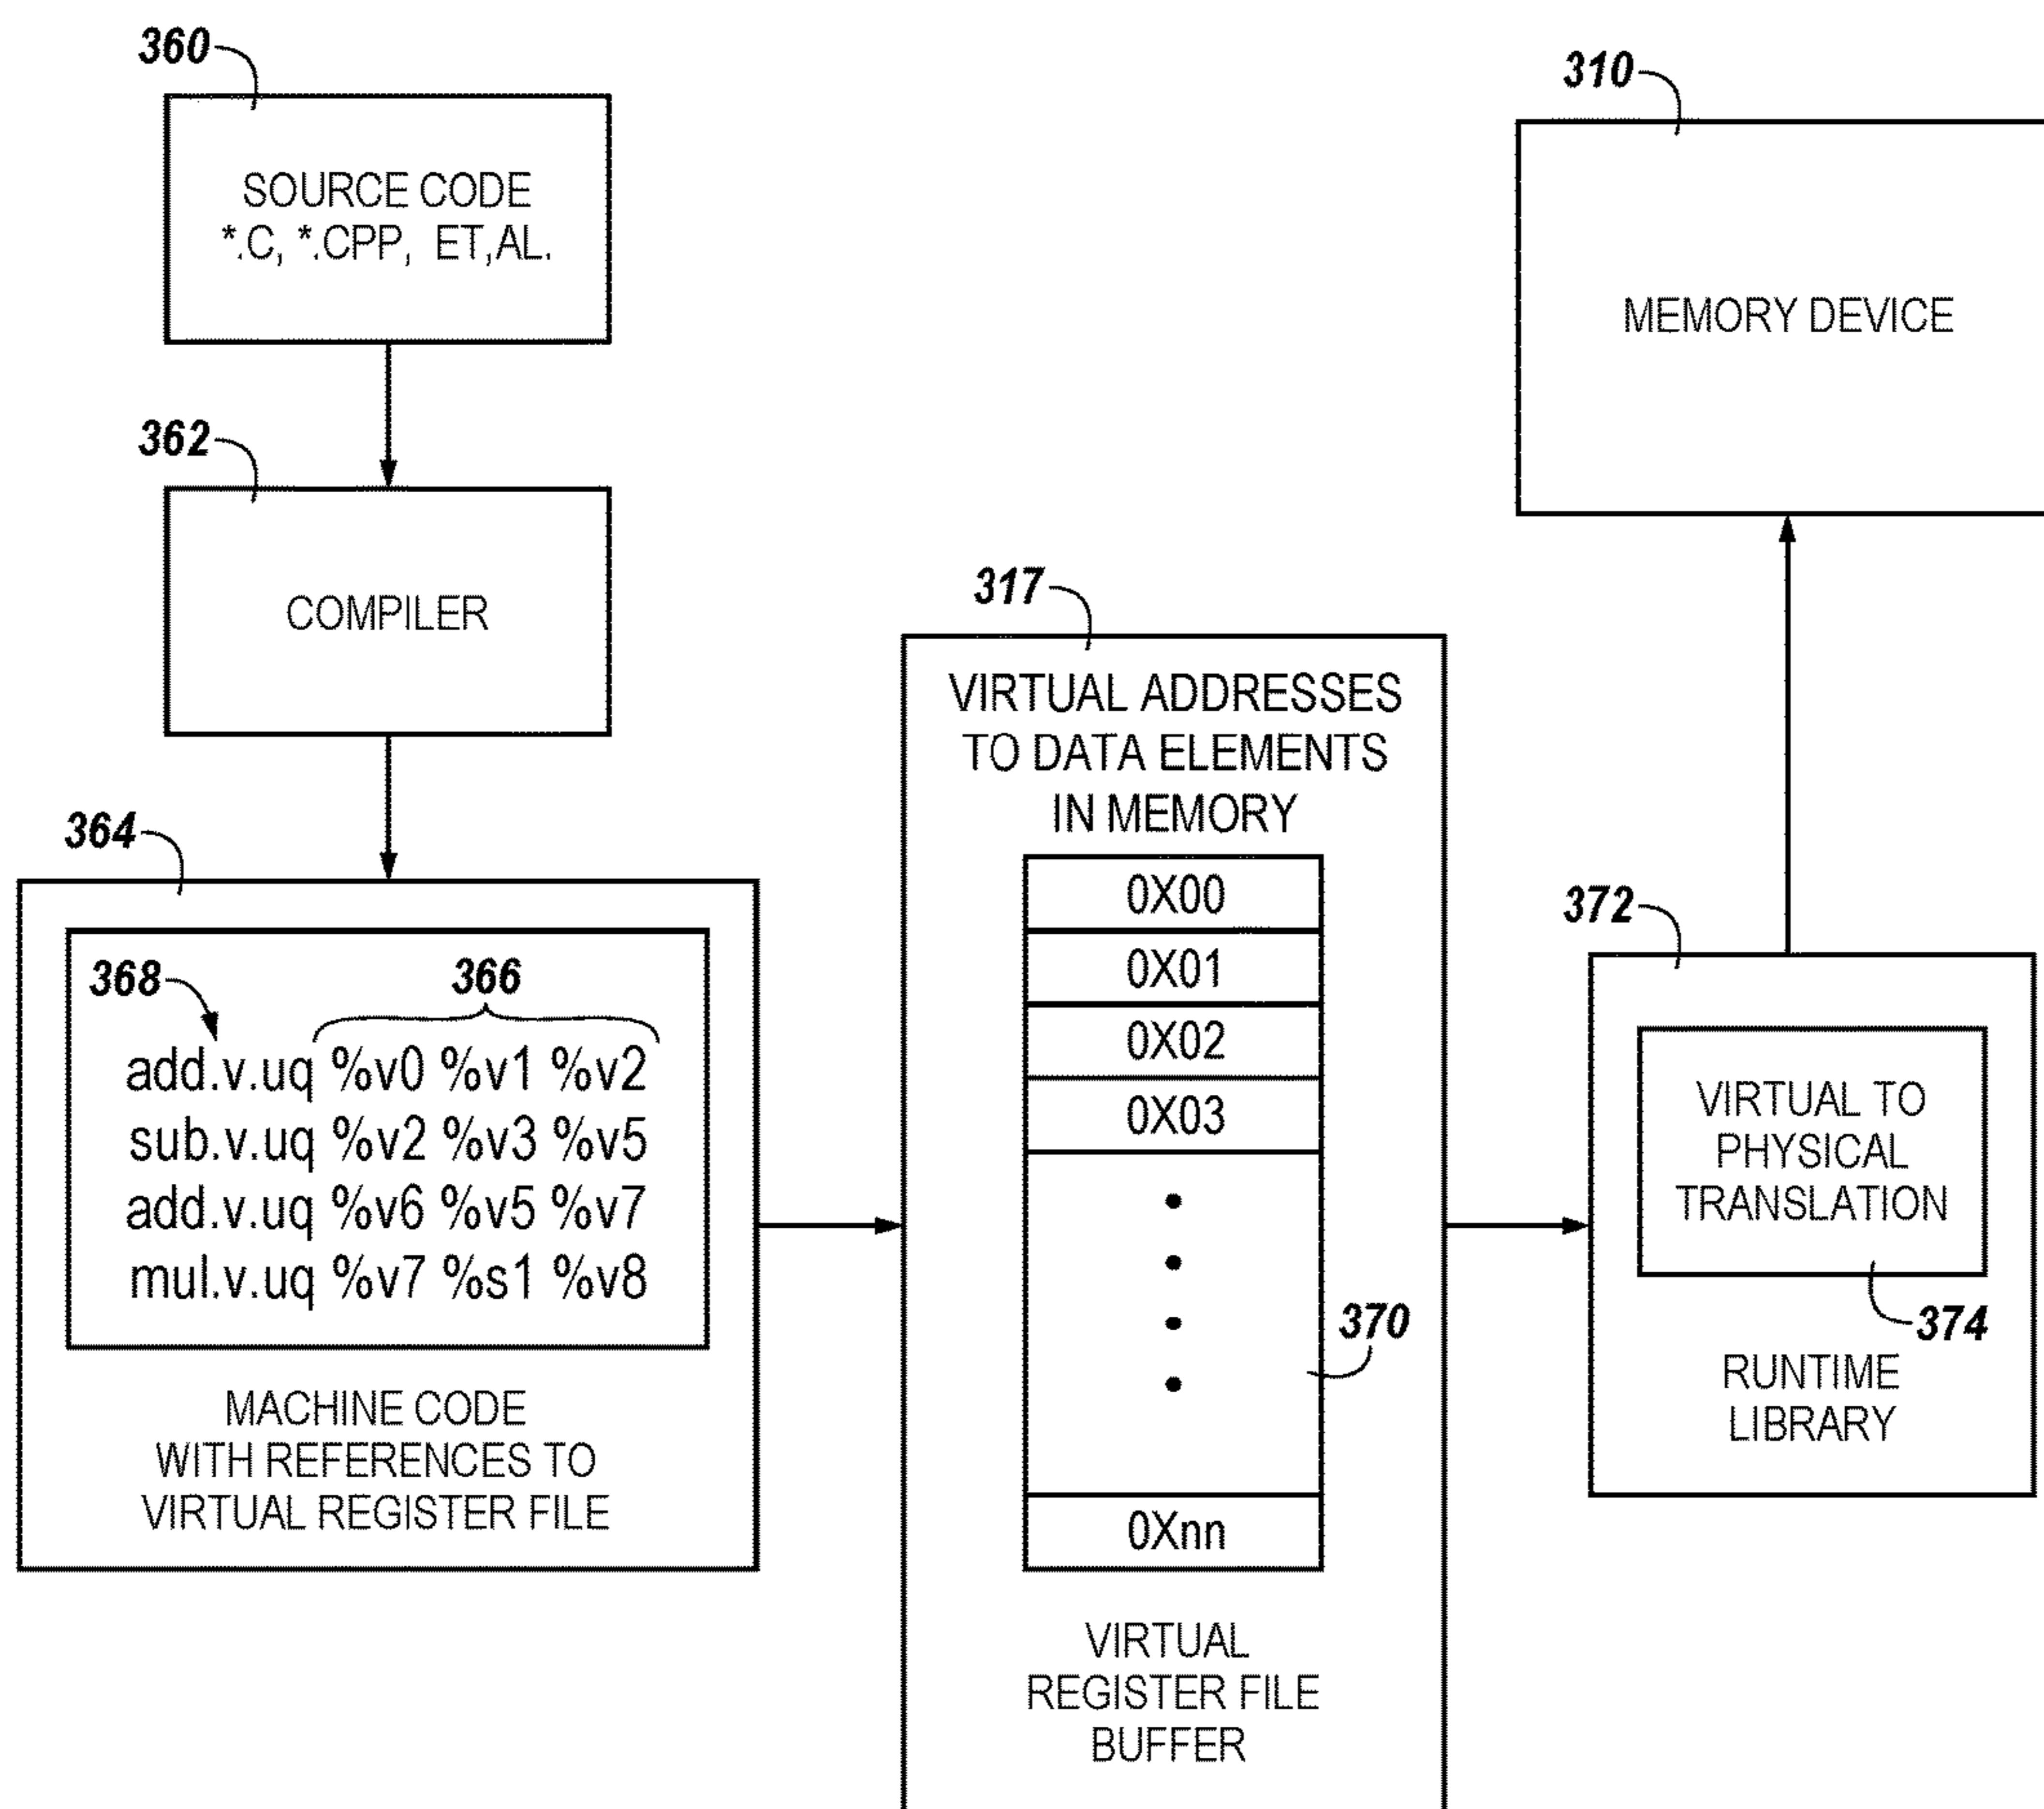 360
SOURCE CODE
*.C, *.CPP, ET,AL.
362
COMPILER
364
368
366
add.v.uq %v0 %v1 %v2
sub.v.uq %v2 %v3 %v5
add.v.uq %v6 %v5 %v7
mul.v.uq %v7 %s1 %v8
MACHINE CODE
WITH REFERENCES TO
VIRTUAL REGISTER FILE
317
VIRTUAL ADDRESSES
TO DATA ELEMENTS
IN MEMORY
0X00
0X01
0X02
0X03
370
0Xnn
VIRTUAL
REGISTER FILE
BUFFER
310
MEMORY DEVICE
372
VIRTUAL TO
PHYSICAL
TRANSLATION
374
RUNTIME
LIBRARY